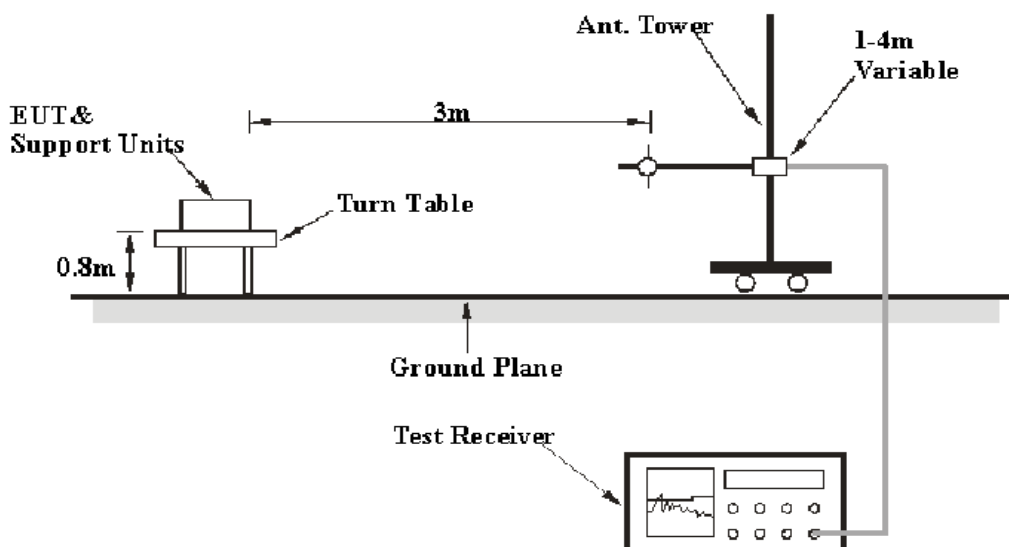 Ant. Tower
1-4m
Variable
EUT&
Support Units
3m
Turn Table
0.8m
Ground Plane
Test Receiver